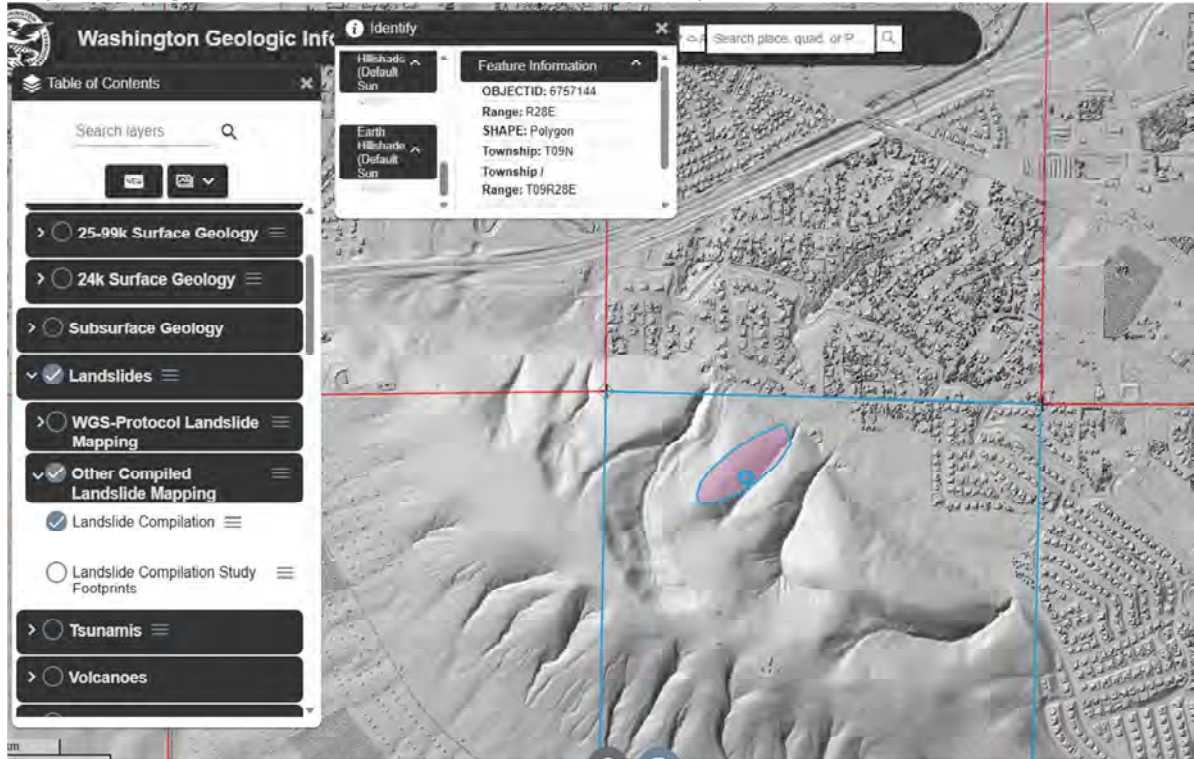 Washington Geologic Info
Identify
Search place, quad, or P...
Table of Contents
Search layers
25-99k Surface Geology
24k Surface Geology
Subsurface Geology
Landslides
WGS-Protocol Landslide
Mapping
Other Compiled
Landslide Mapping
Landslide Compilation
Landslide Compilation Study
Footprints
Tsunamis
Volcanoes
km
Hillshade
(Default
Sun
Earth
Hillshade
(Default
Sun
Feature Information
OBJECTID: 6757144
Range: R28E
SHAPE: Polygon
Township: T09N
Township /
Range: T09R28E